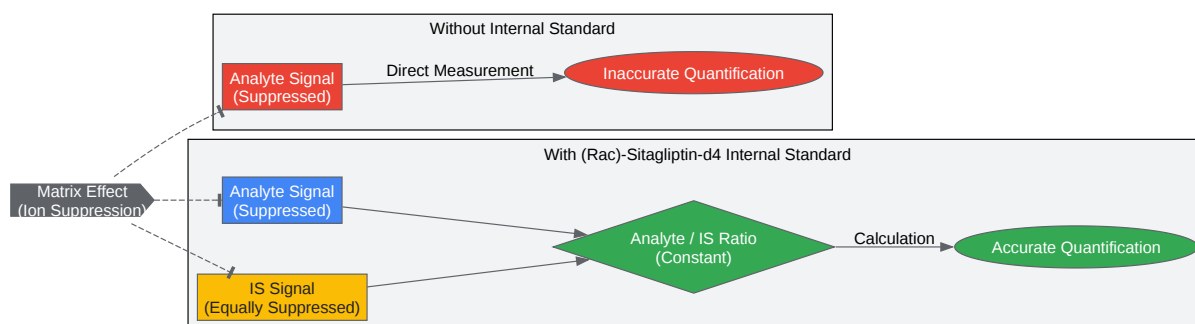 Without Internal Standard
Analyte Signal
(Suppressed)
Direct Measurement
Inaccurate Quantification
With (Rac)-Sitagliptin-d4 Internal Standard
Matrix Effect
(Ion Suppression)
Analyte Signal
(Suppressed)
IS Signal
(Equally Suppressed)
Analyte / IS Ratio
(Constant)
Calculation
Accurate Quantification